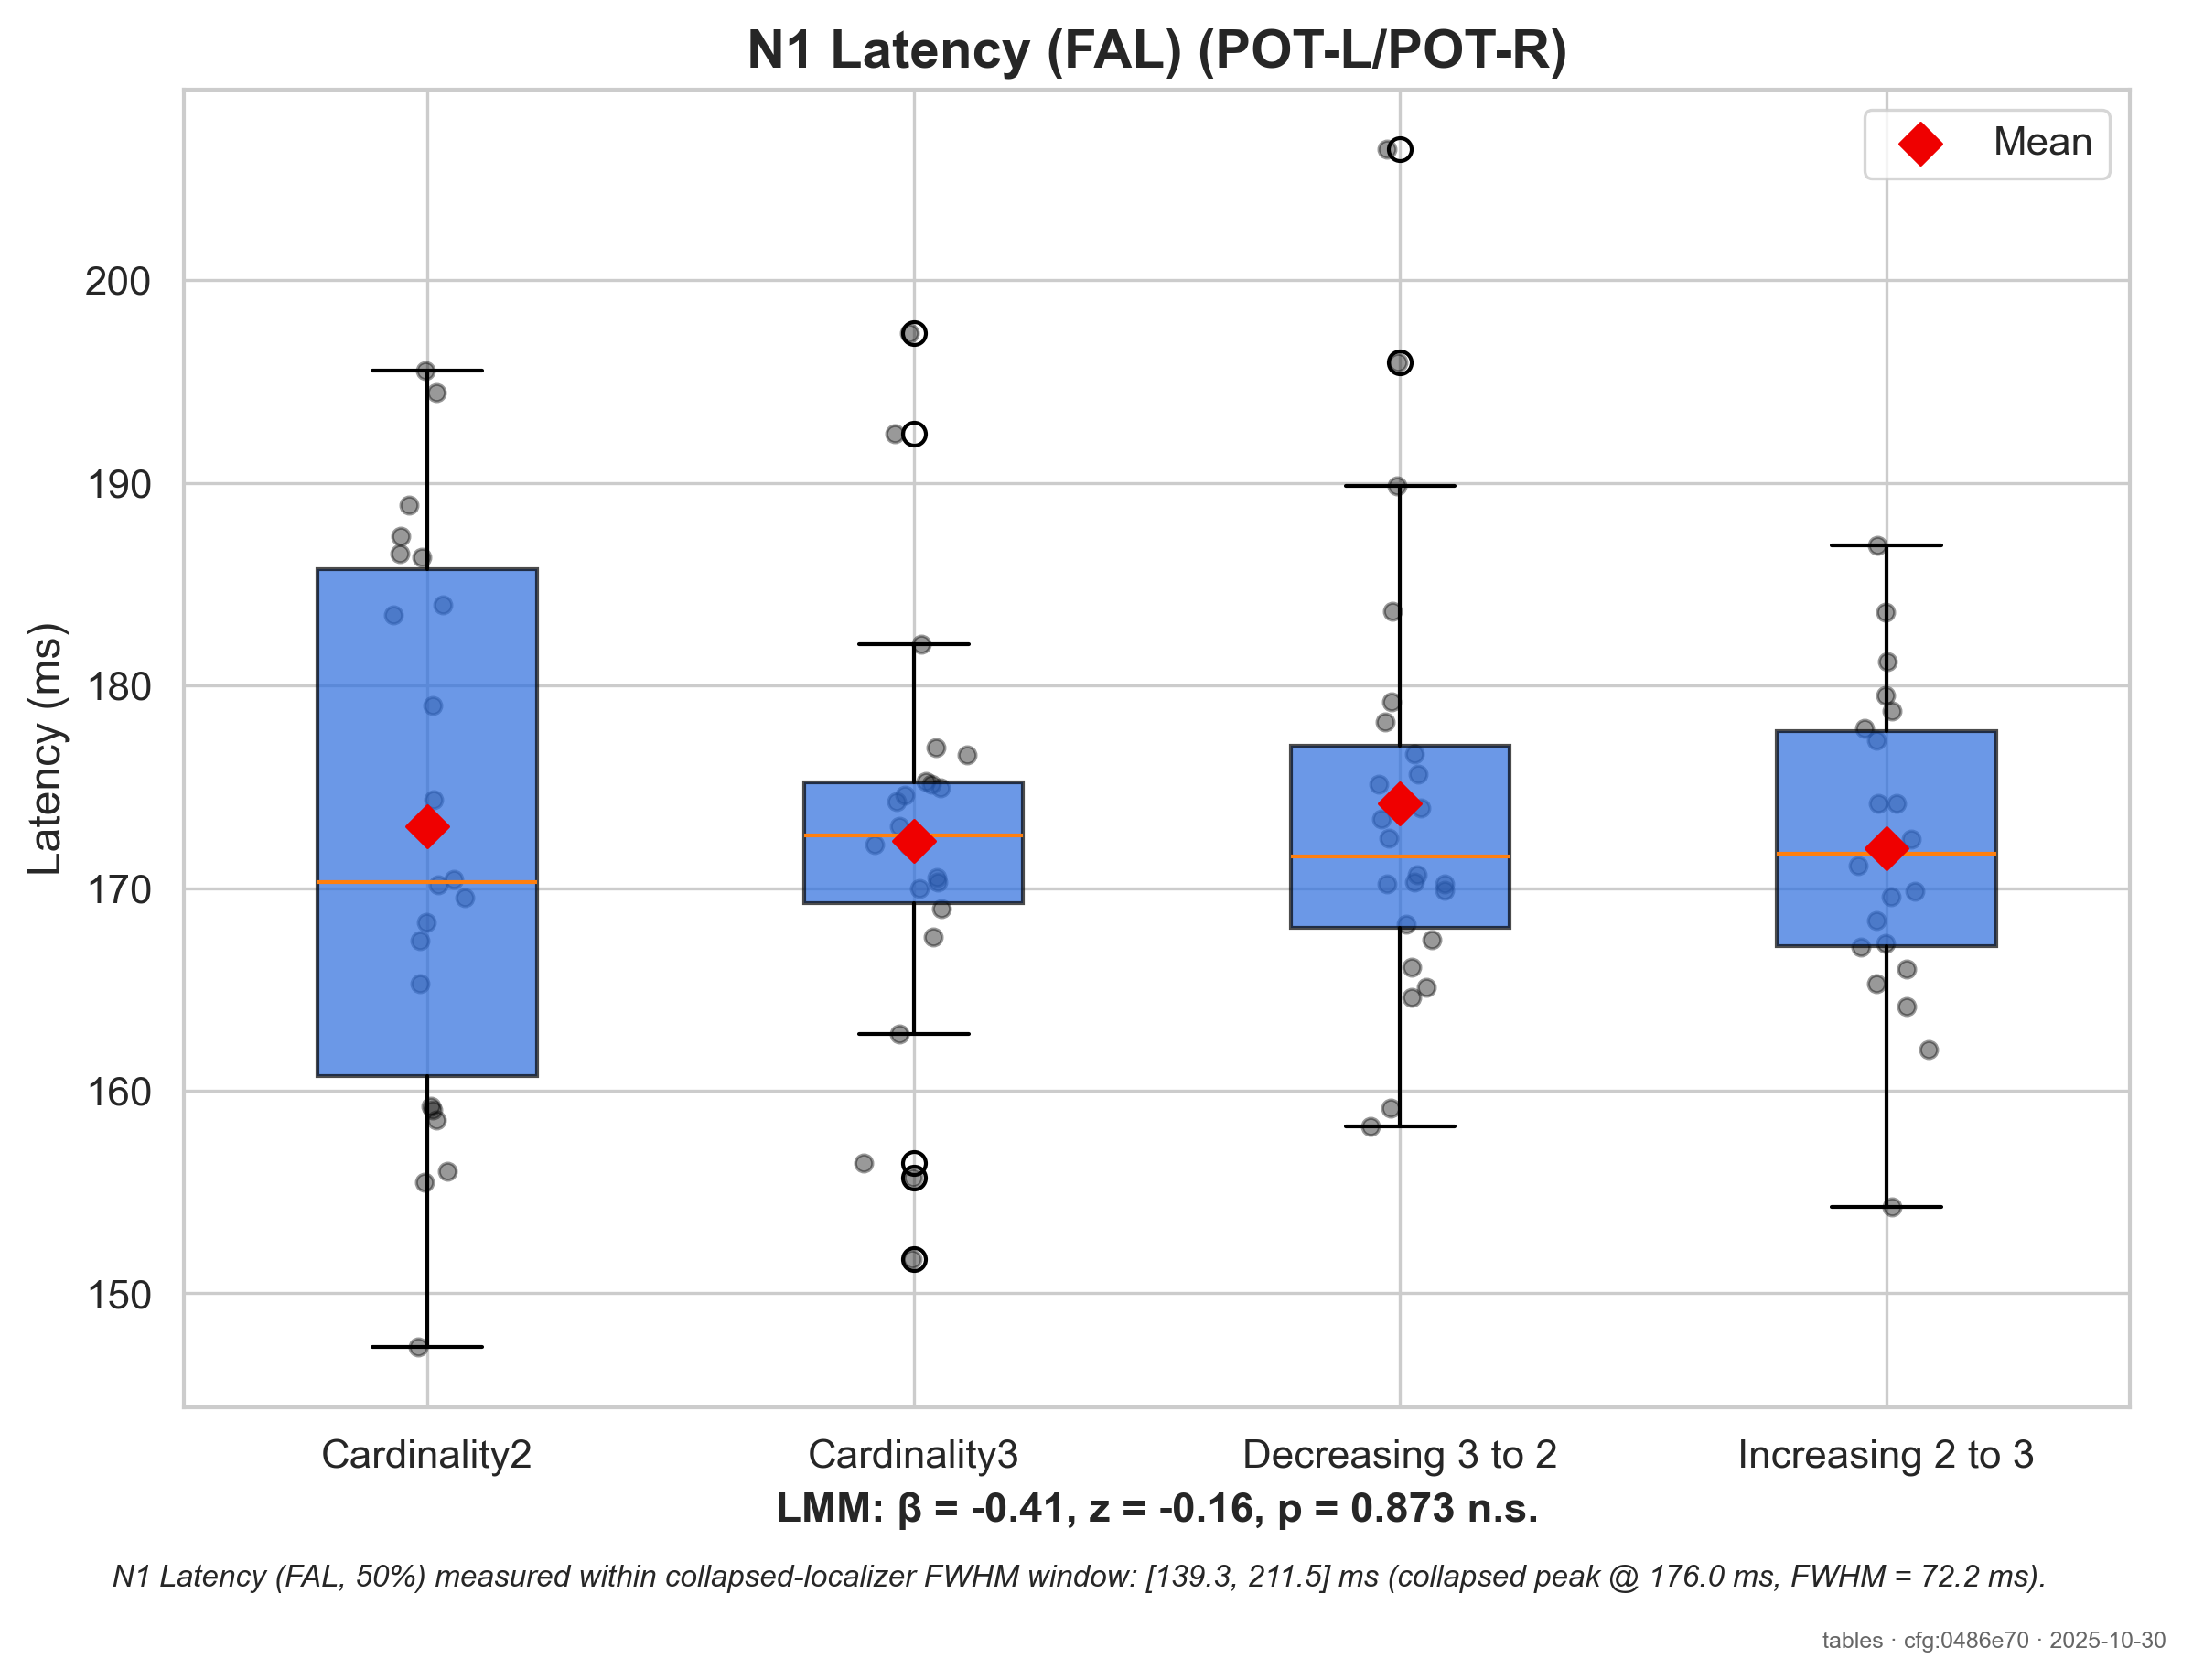 N1 Latency (FAL) (POT-L/POT-R)
Mean
Latency (ms)
200
190
180
170
160
150
Cardinality2
Cardinality3
Decreasing 3 to 2
Increasing 2 to 3
LMM: β = -0.41, z = -0.16, p = 0.873 n.s.
N1 Latency (FAL, 50%) measured within collapsed-localizer FWHM window: [139.3, 211.5] ms (collapsed peak @ 176.0 ms, FWHM = 72.2 ms).
tables · cfg:0486e70 · 2025-10-30